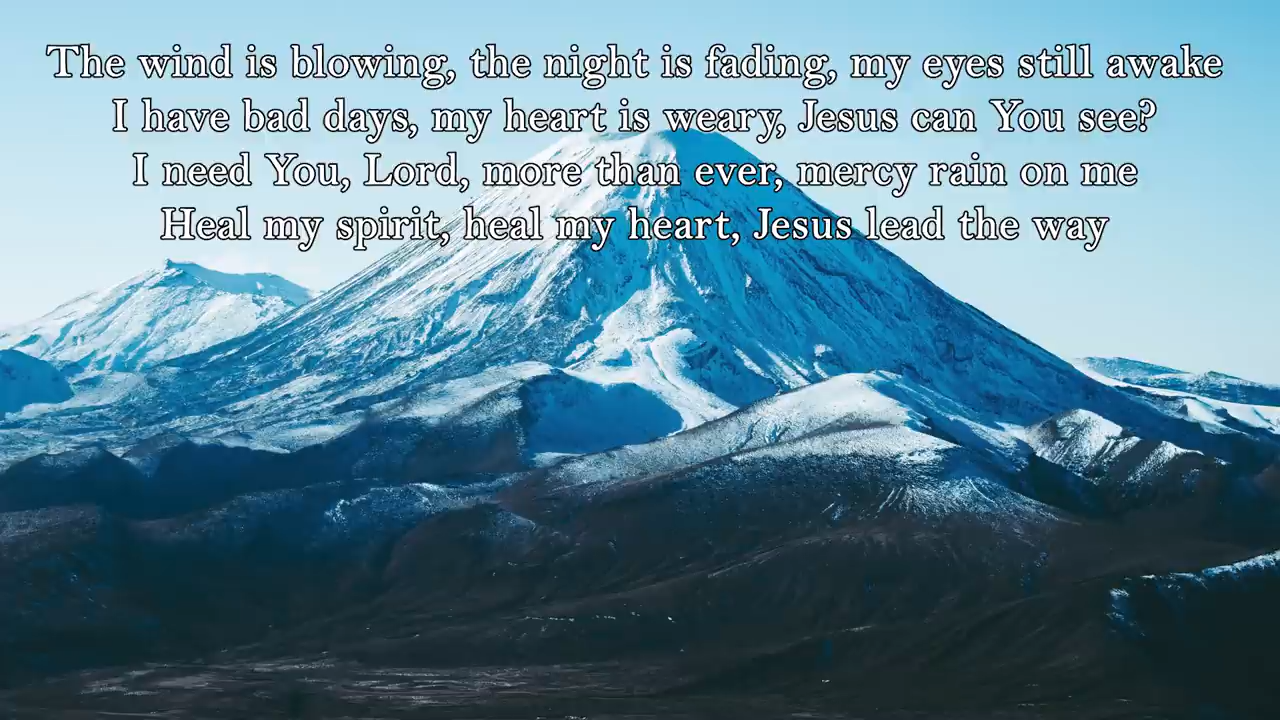 The wind is blowing, the night is fading, my eyes still awake
I have bad days, my heart is weary, Jesus can You see?
I need You, Lord, more than ever, mercy rain on me
Heal my spirit, heal my heart, Jesus lead the way